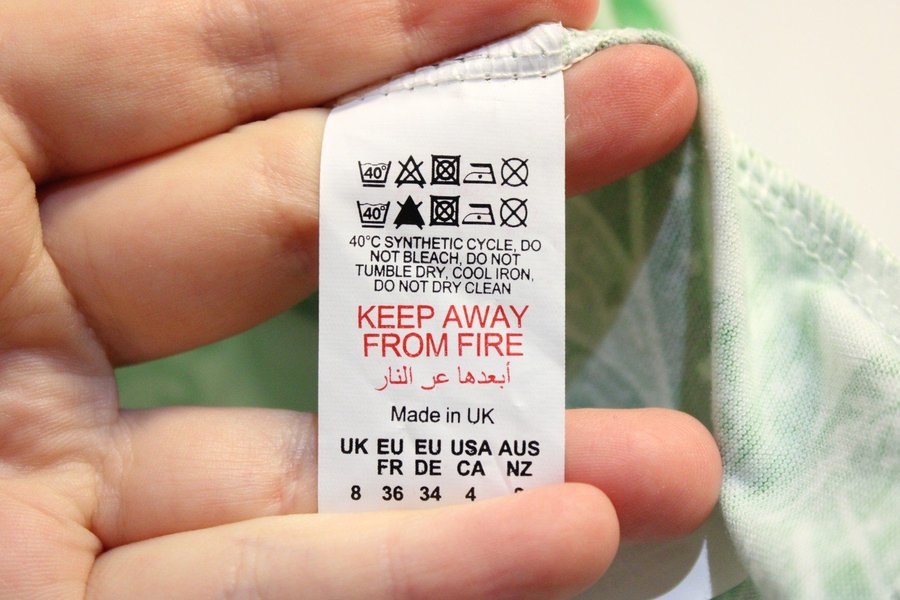 40°
40°
40°C SYNTHETIC CYCLE, DO
NOT BLEACH, DO NOT
TUMBLE DRY, COOL IRON,
DO NOT DRY CLEAN
KEEP AWAY
FROM FIRE
أبعدها عر النار
Made in UK
UK EU EU USA AUS
FR DE CA NZ
8 36 34 4